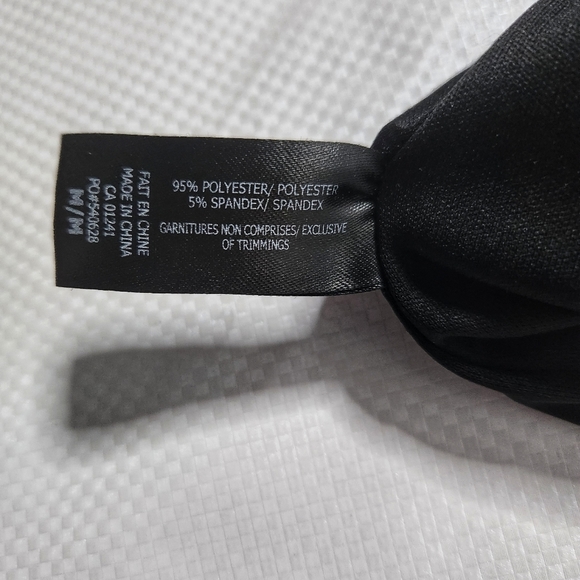 95% POLYESTER/ POLYESTER
5% SPANDEX/ SPANDEX
GARNITURES NON COMPRISES/ EXCLUSIVE
OF TRIMMINGS
FAIT EN CHINE
MADE IN CHINA
CA 01241
PO#540628
M/M